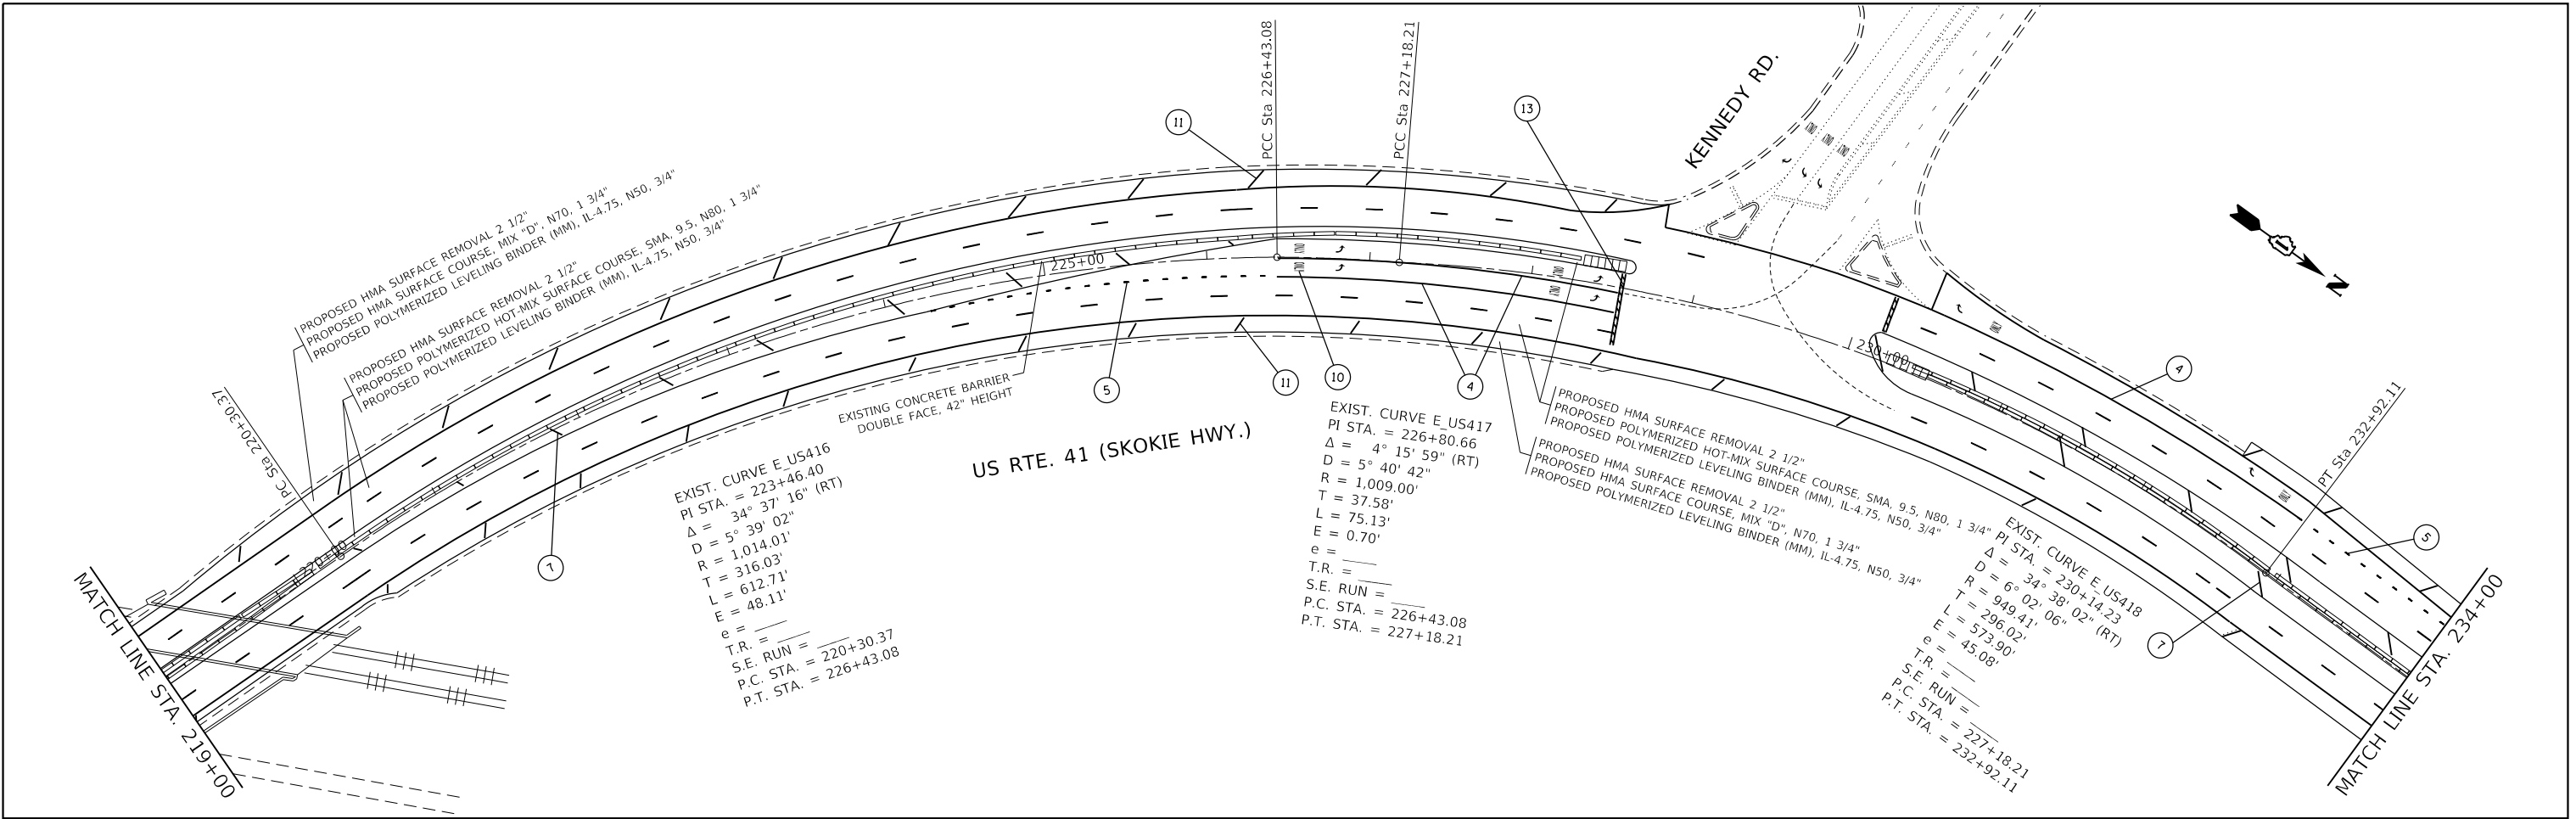 PROPOSED HMA SURFACE REMOVAL 2 1/2"
PROPOSED HMA SURFACE COURSE, MIX "D", N70, 1 3/4"
PROPOSED POLYMERIZED LEVELING BINDER (MM), IL-4.75, N50, 3/4"
PROPOSED HMA SURFACE REMOVAL 2 1/2"
PROPOSED POLYMERIZED HOT-MIX SURFACE COURSE, SMA, 9.5, N80, 1 3/4"
PROPOSED POLYMERIZED LEVELING BINDER (MM), IL-4.75, N50, 3/4"
PC Sta 220+30.37
220+00
MATCH LINE STA. 219+00
7
EXISTING CONCRETE BARRIER
DOUBLE FACE, 42" HEIGHT
225+00
11
PCC Sta 226+43.08
PCC Sta 227+18.21
13
KENNEDY RD.
N
5
11
10
4
US RTE. 41 (SKOKIE HWY.)
EXIST. CURVE E_US416
PI STA. = 223+46.40
Δ = 34° 37' 16" (RT)
D = 5° 39' 02"
R = 1,014.01'
T = 316.03'
L = 612.71'
E = 48.11'
e = _____
T.R. = _____
S.E. RUN = _____
P.C. STA. = 220+30.37
P.T. STA. = 226+43.08
EXIST. CURVE E_US417
PI STA. = 226+80.66
Δ = 4° 15' 59" (RT)
D = 5° 40' 42"
R = 1,009.00'
T = 37.58'
L = 75.13'
E = 0.70'
e = _____
T.R. = _____
S.E. RUN = _____
P.C. STA. = 226+43.08
P.T. STA. = 227+18.21
PROPOSED HMA SURFACE REMOVAL 2 1/2"
PROPOSED POLYMERIZED HOT-MIX SURFACE COURSE, SMA, 9.5, N80, 1 3/4"
PROPOSED POLYMERIZED LEVELING BINDER (MM), IL-4.75, N50, 3/4"
PROPOSED HMA SURFACE REMOVAL 2 1/2"
PROPOSED HMA SURFACE COURSE, MIX "D", N70, 1 3/4"
PROPOSED POLYMERIZED LEVELING BINDER (MM), IL-4.75, N50, 3/4"
230+00
4
PT Sta 232+92.11
5
7
EXIST. CURVE E_US418
PI STA. = 230+14.23
Δ = 34° 38' 02" (RT)
D = 6° 02' 06"
R = 949.41'
T = 296.02'
L = 573.90'
E = 45.08'
e = _____
T.R. = _____
S.E. RUN = _____
P.C. STA. = 227+18.21
P.T. STA. = 232+92.11
MATCH LINE STA. 234+00